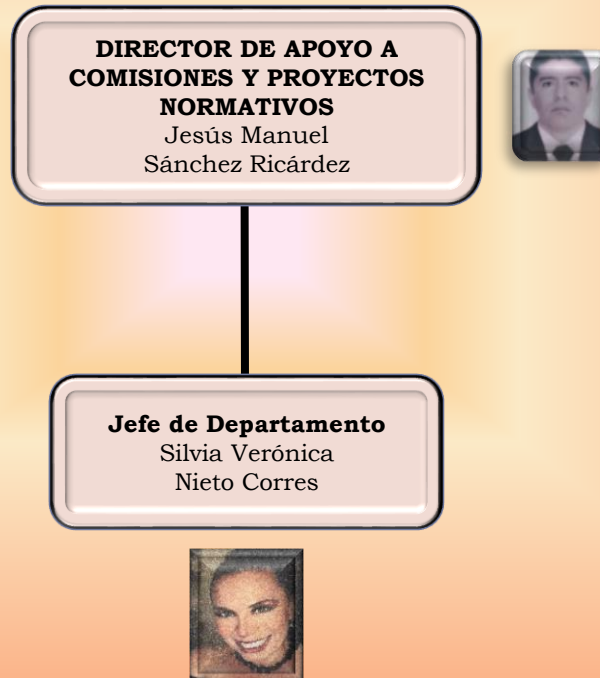 DIRECTOR DE APOYO A
COMISIONES Y PROYECTOS
NORMATIVOS
Jesús Manuel
Sánchez Ricárdez
Jefe de Departamento
Silvia Verónica
Nieto Corres